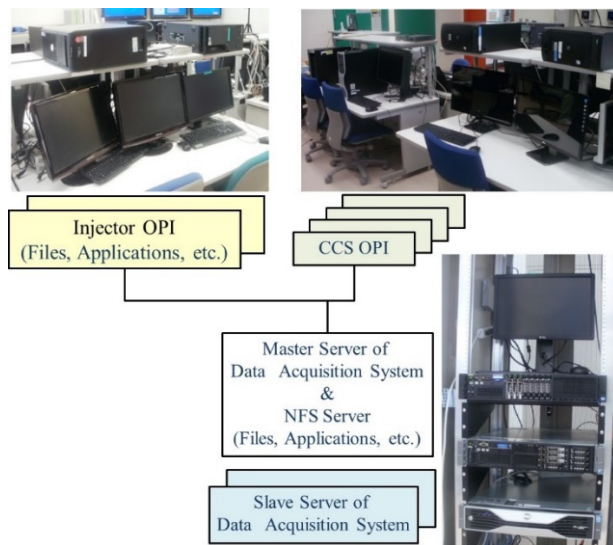 Injector OPI
(Files, Applications, etc.)
CCS OPI
Master Server of
Data Acquisition System
&
NFS Server
(Files, Applications, etc.)
Slave Server of
Data Acquisition System